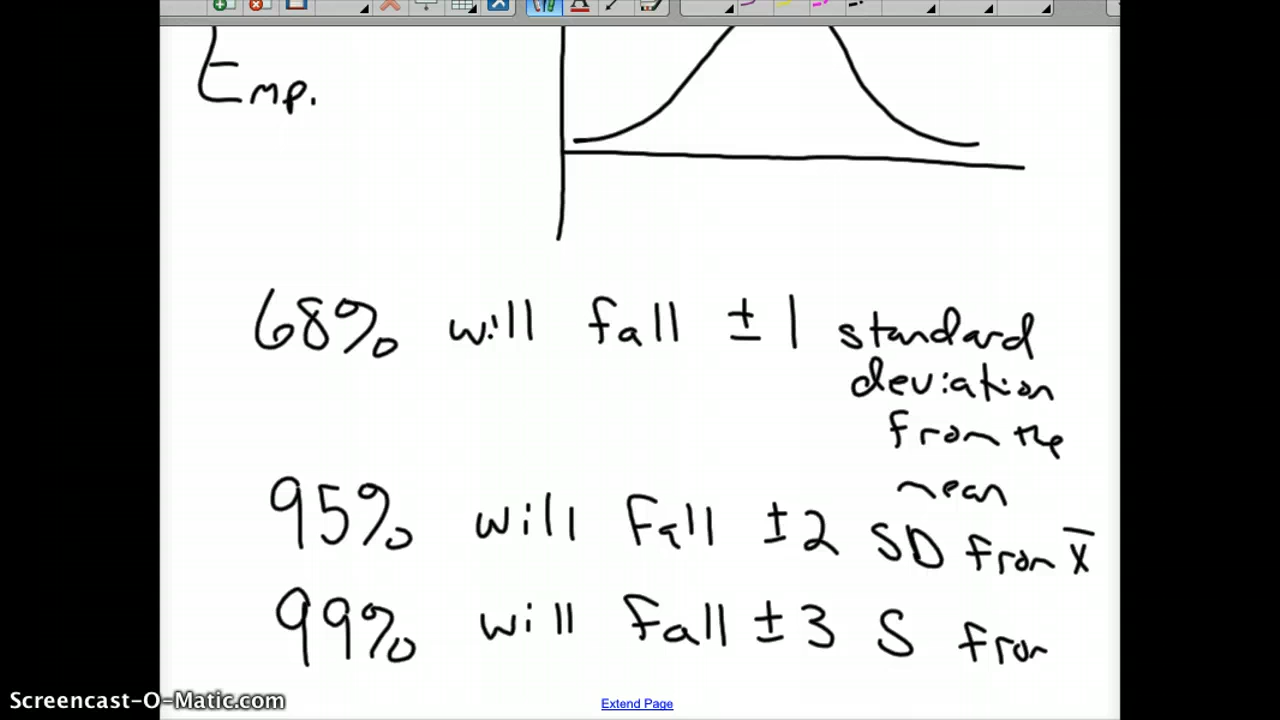 Emp.
68% will fall ± 1 standard
deviation
from the
mean
95% will fall ±2 SD from x̄
99% will fall ±3 S from
Screencast-O-Matic.com
Extend Page